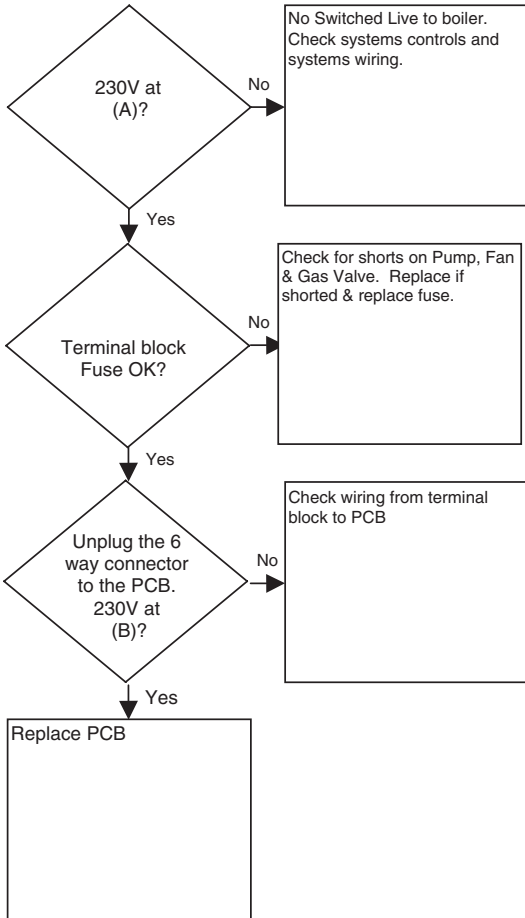 230V at
(A)?
No
No Switched Live to boiler.
Check systems controls and
systems wiring.
Yes
Terminal block
Fuse OK?
No
Check for shorts on Pump, Fan
& Gas Valve.  Replace if
shorted & replace fuse.
Yes
Unplug the 6
way connector
to the PCB.
230V at
(B)?
No
Check wiring from terminal
block to PCB
Yes
Replace PCB